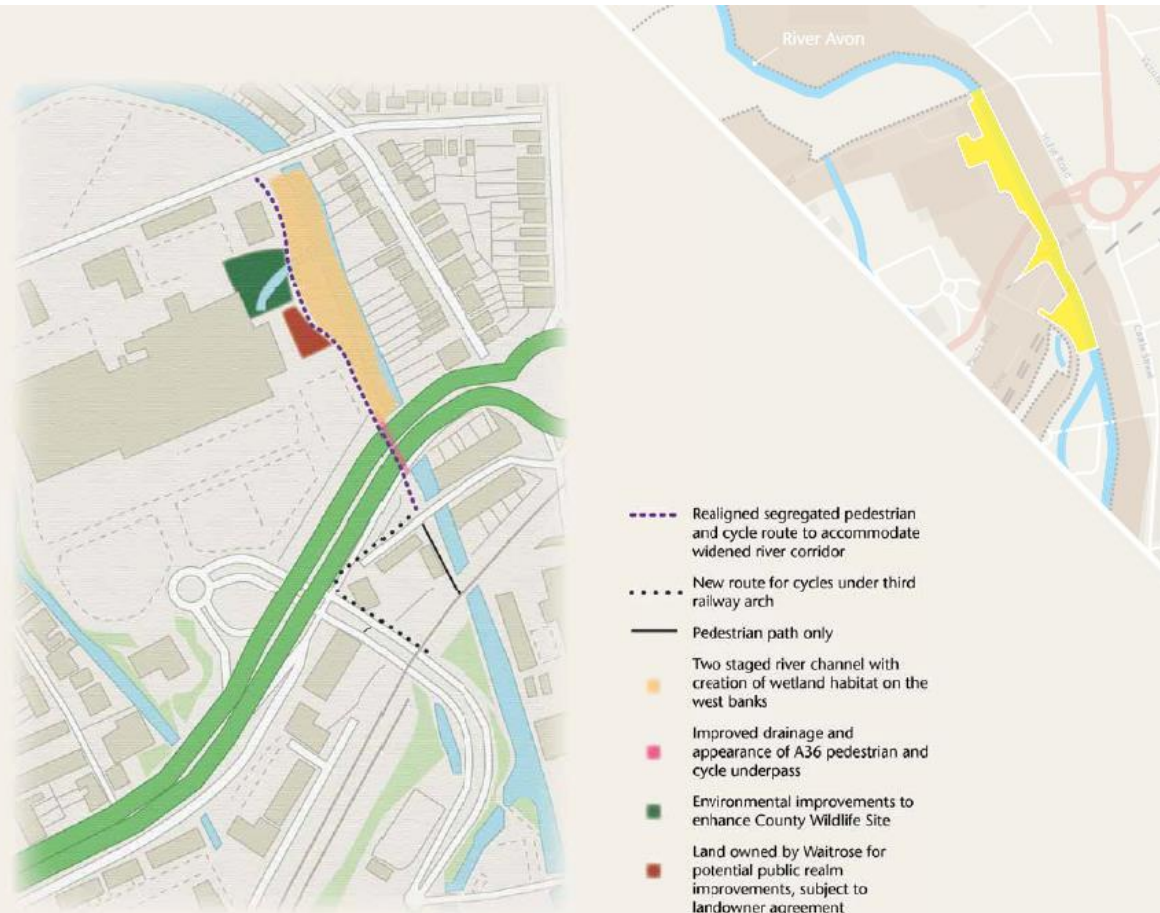 River Avon
Castle Street
Realigned segregated pedestrian
and cycle route to accommodate
widened river corridor
New route for cycles under third
railway arch
Pedestrian path only
Two staged river channel with
creation of wetland habitat on the
west banks
Improved drainage and
appearance of A36 pedestrian and
cycle underpass
Environmental improvements to
enhance County Wildlife Site
Land owned by Waitrose for
potential public realm
improvements, subject to
landowner agreement